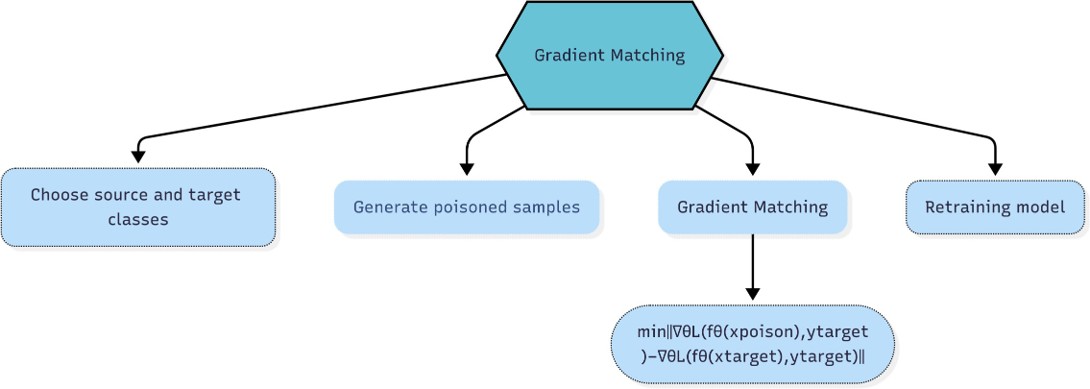 Gradient Matching
Choose source and target
classes
Generate poisoned samples
Gradient Matching
Retraining model
min‖∇θL(fθ(xpoison),ytarget
)−∇θL(fθ(xtarget),ytarget)‖